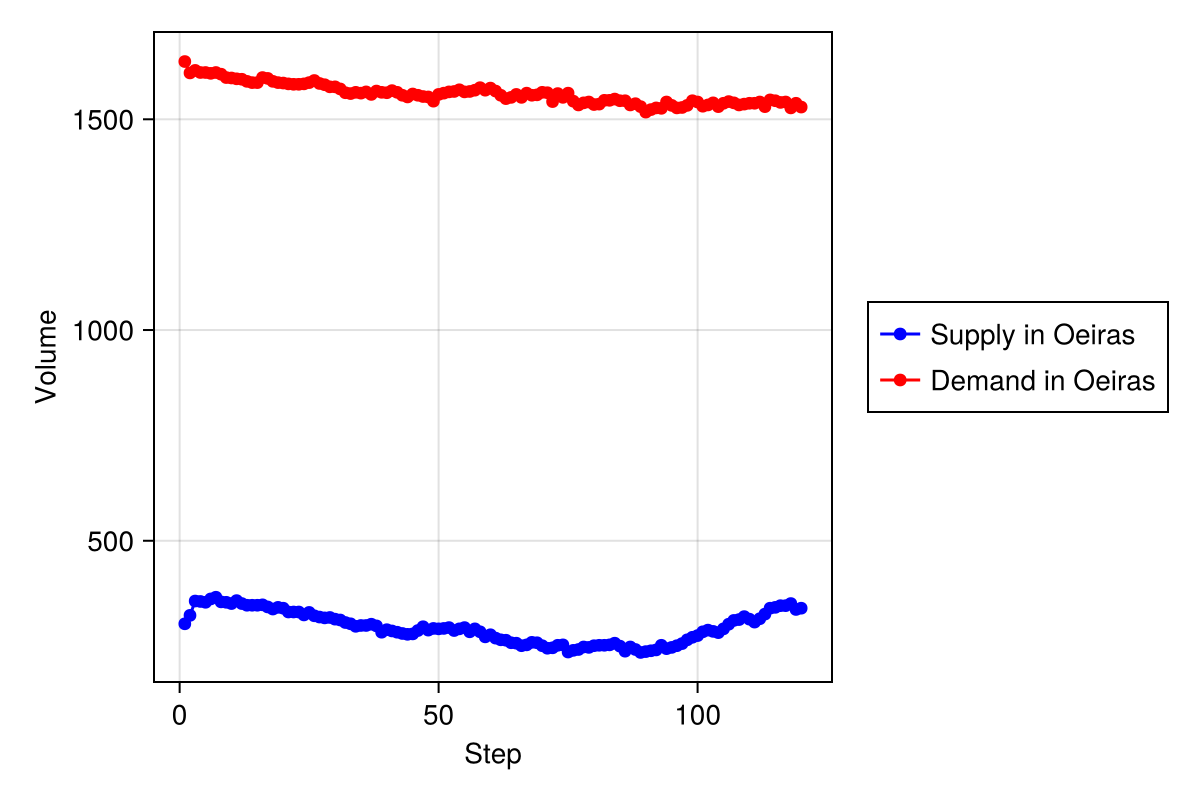 1500
1000
500
Volume
0 50 100
Step
Supply in Oeiras
Demand in Oeiras